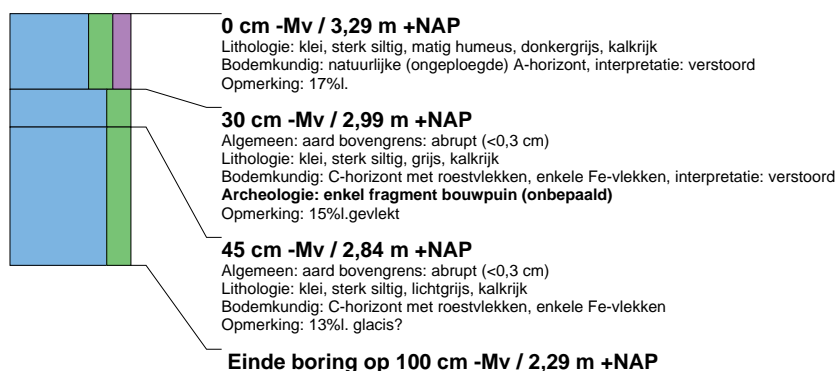 0 cm -Mv / 3,29 m +NAP
Lithologie: klei, sterk siltig, matig humeus, donkergrijs, kalkrijk
Bodemkundig: natuurlijke (ongeploegde) A-horizont, interpretatie: verstoord
Opmerking: 17%l.
30 cm -Mv / 2,99 m +NAP
Algemeen: aard bovengrens: abrupt (<0,3 cm)
Lithologie: klei, sterk siltig, grijs, kalkrijk
Bodemkundig: C-horizont met roestvlekken, enkele Fe-vlekken, interpretatie: verstoord
Archeologie: enkel fragment bouwpuin (onbepaald)
Opmerking: 15%l.gevlekt
45 cm -Mv / 2,84 m +NAP
Algemeen: aard bovengrens: abrupt (<0,3 cm)
Lithologie: klei, sterk siltig, lichtgrijs, kalkrijk
Bodemkundig: C-horizont met roestvlekken, enkele Fe-vlekken
Opmerking: 13%l. glacis?
Einde boring op 100 cm -Mv / 2,29 m +NAP